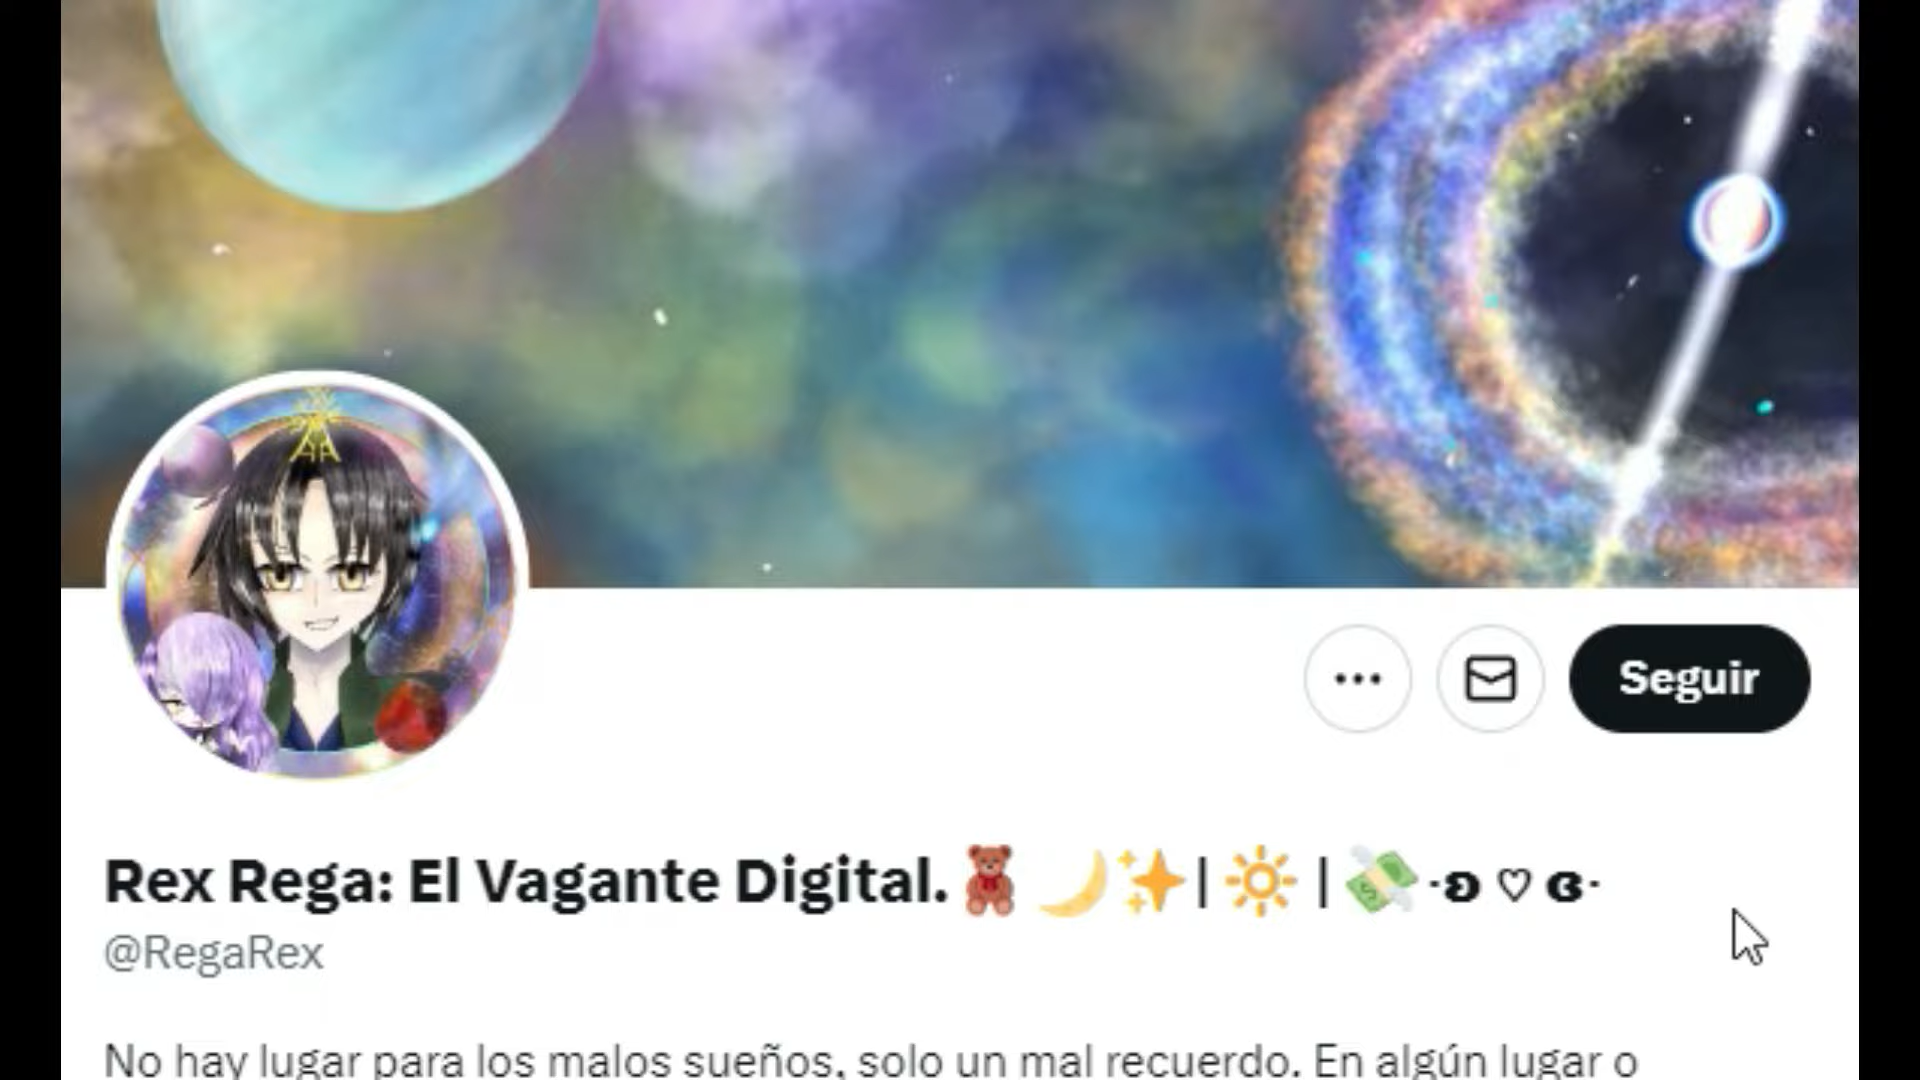 Seguir
Rex Rega: El Vagante Digital.🧸🌙✨| 🔆 | 💸·ʚ ♡ ɞ·
@RegaRex
No hay lugar para los malos sueños, solo un mal recuerdo. En algún lugar o